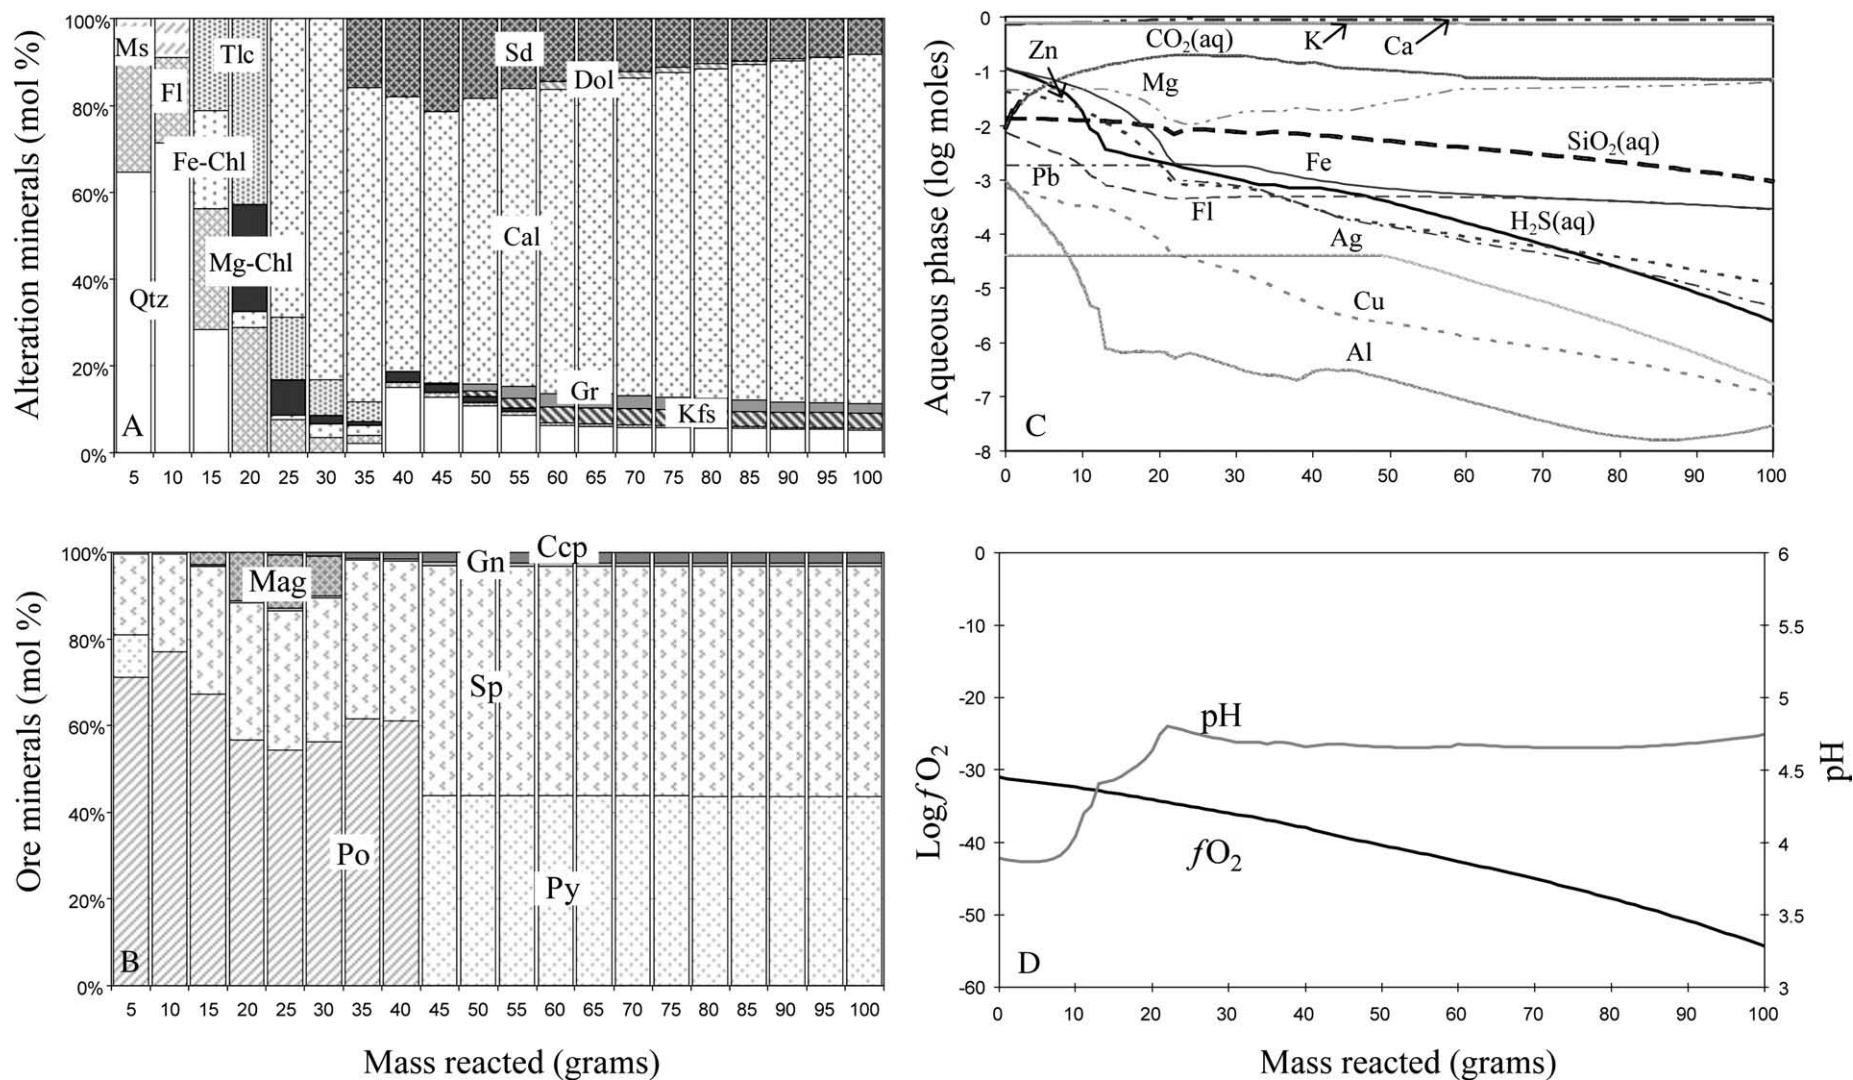 Alteration minerals (mol %)
100%
80%
60%
40%
20%
0%
Ms
Fl
Tlc
Fe-Chl
Mg-Chl
Qtz
Sd
Dol
Cal
Gr
Kfs
A
5 10 15 20 25 30 35 40 45 50 55 60 65 70 75 80 85 90 95 100
Aqueous phase (log moles)
0
-1
-2
-3
-4
-5
-6
-7
-8
K
Ca
CO2(aq)
Zn
Mg
SiO2(aq)
Fe
Pb
Fl
H2S(aq)
Ag
Cu
Al
C
0 10 20 30 40 50 60 70 80 90 100
Ore minerals (mol %)
100%
80%
60%
40%
20%
0%
Mag
Gn
Ccp
Sp
Po
Py
B
5 10 15 20 25 30 35 40 45 50 55 60 65 70 75 80 85 90 95 100
Mass reacted (grams)
Logf O2
0
-10
-20
-30
-40
-50
-60
pH
fO2
D
6
5.5
5
4.5
4
3.5
3
pH
0 10 20 30 40 50 60 70 80 90 100
Mass reacted (grams)